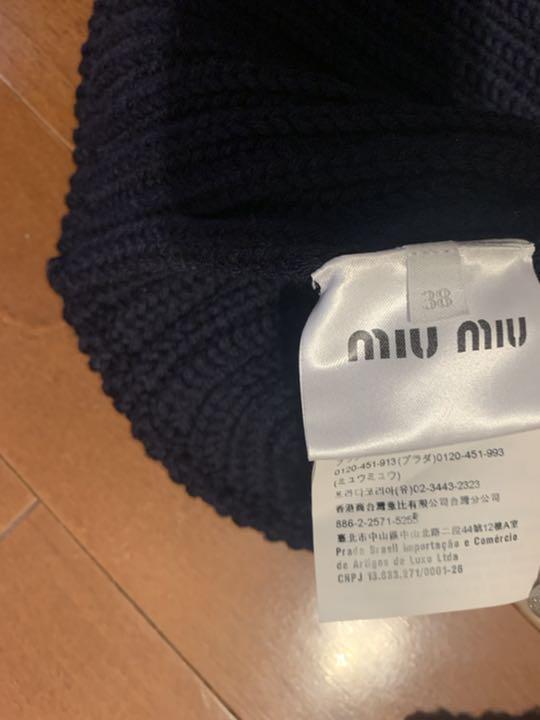 38
MIU MIU
0120-451-913(プラダ)0120-451-993
(ミュウミュウ)
프라다코리아(유)02-3443-2323
香港商台灣普比有限公司台灣分公司
886-2-2571-5255
臺北市中山區中山北路二段44號12樓A室
Prada Brasil Importação e Comércio
de Artigos de Luxo Ltda
CNPJ 13.833.271/0001-26